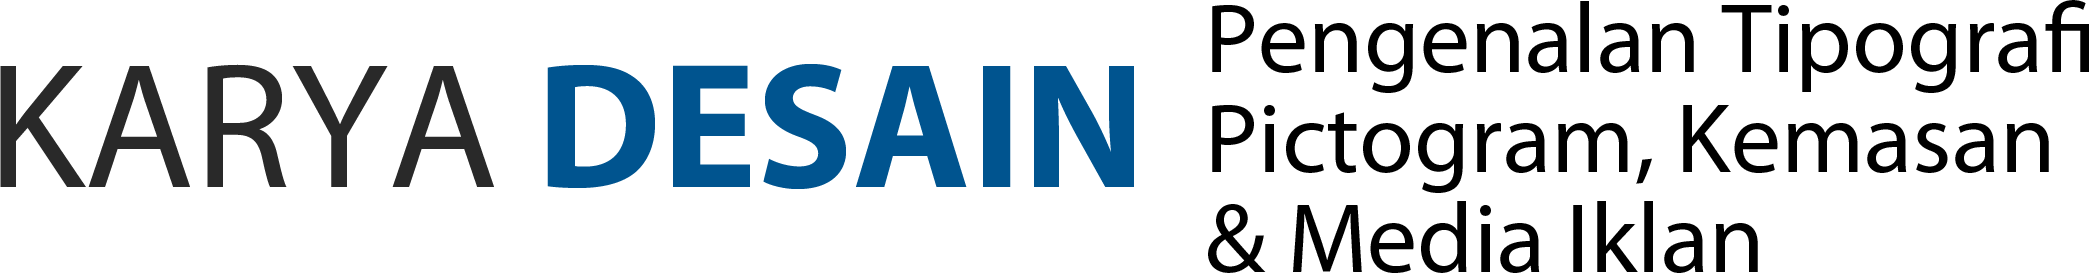 KARYA DESAIN
Pengenalan Tipografi
Pictogram, Kemasan
& Media Iklan